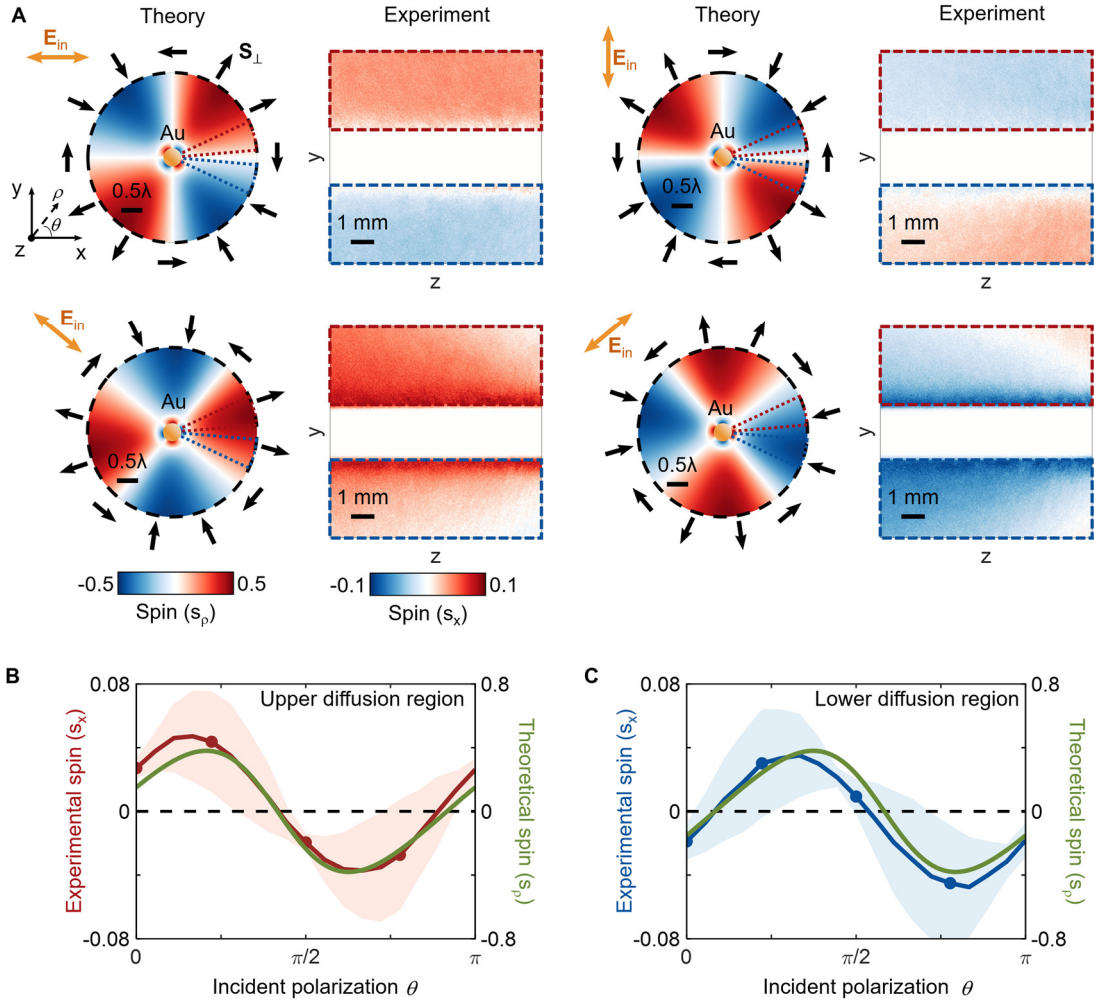 A
Theory
Experiment
Theory
Experiment
E_in
S_⊥
Au
0.5λ
y
ρ
θ
z
x
y
1 mm
z
E_in
Au
0.5λ
y
1 mm
z
E_in
Au
0.5λ
y
1 mm
z
E_in
Au
0.5λ
y
1 mm
z
-0.5
0.5
Spin (s_ρ)
-0.1
0.1
Spin (s_x)
B
Upper diffusion region
0.08
0
-0.08
Experimental spin (s_x)
0.8
0
-0.8
Theoretical spin (s_ρ)
0
π/2
π
Incident polarization θ
C
Lower diffusion region
0.08
0
-0.08
Experimental spin (s_x)
0.8
0
-0.8
Theoretical spin (s_ρ)
0
π/2
π
Incident polarization θ